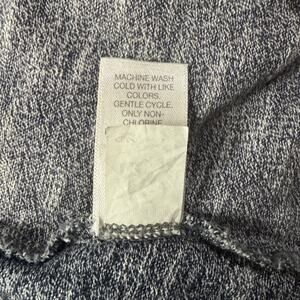 MACHINE WASH
COLD WITH LIKE
COLORS.
GENTLE CYCLE.
ONLY NON-
CHLORINE